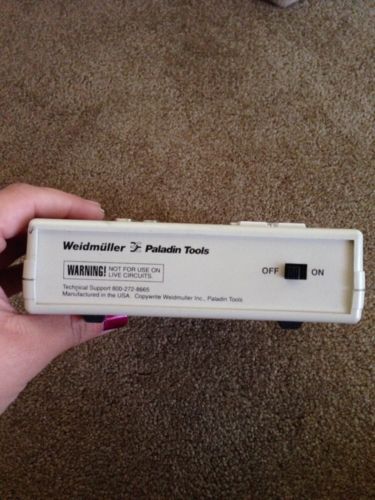 Weidmüller Paladin Tools
WARNING! NOT FOR USE ON
LIVE CIRCUITS.
OFF ON
Technical Support 800-272-8665
Manufactured in the USA Copywrite Weidmuller Inc., Paladin Tools